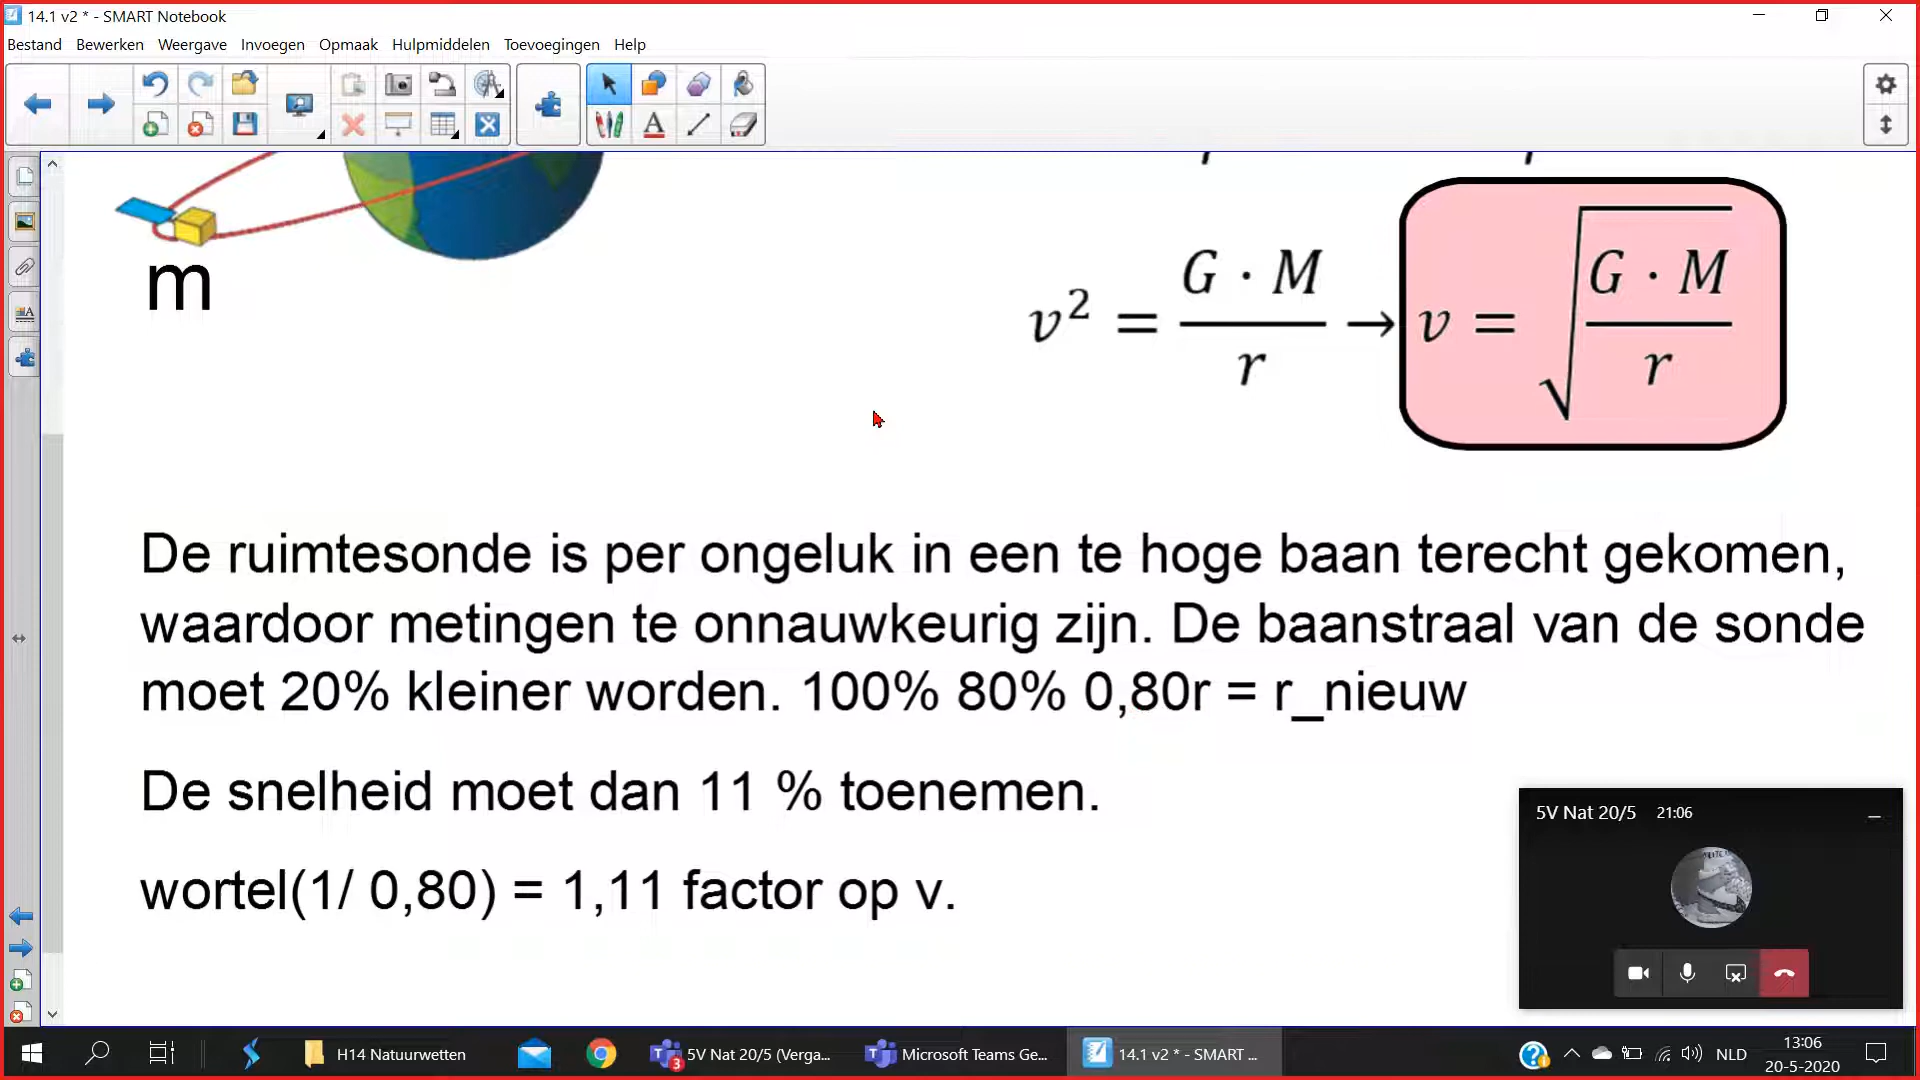 14.1 v2 * - SMART Notebook
Bestand Bewerken Weergave Invoegen Opmaak Hulpmiddelen Toevoegingen Help
m
v² = G · M / r → v = √(G · M / r)
De ruimtesonde is per ongeluk in een te hoge baan terecht gekomen,
waardoor metingen te onnauwkeurig zijn. De baanstraal van de sonde
moet 20% kleiner worden. 100% 80% 0,80r = r_nieuw
De snelheid moet dan 11 % toenemen.
wortel(1/ 0,80) = 1,11 factor op v.
5V Nat 20/5 21:06
H14 Natuurwetten
3
5V Nat 20/5 (Verga...
Microsoft Teams Ge...
14.1 v2 * - SMART ...
NLD
13:06
20-5-2020